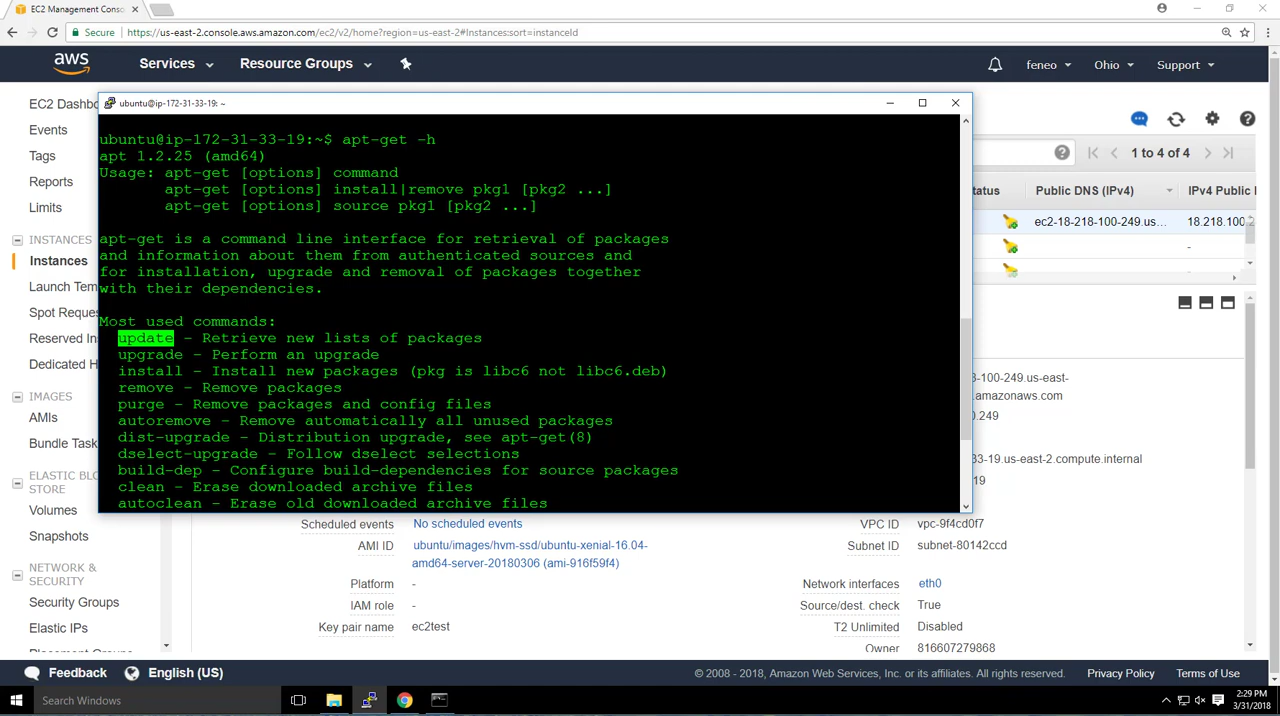 EC2 Management Conso
Secure https://us-east-2.console.aws.amazon.com/ec2/v2/home?region=us-east-2#Instances:sort=instanceId
aws
Services
Resource Groups
feneo
Ohio
Support
EC2 Dashbo
Events
Tags
Reports
Limits
INSTANCES
Instances
Launch Tem
Spot Reque
Reserved In
Dedicated H
IMAGES
AMIs
Bundle Task
ELASTIC BLO
STORE
Volumes
Snapshots
NETWORK &
SECURITY
Security Groups
Elastic IPs
ubuntu@ip-172-31-33-19: ~
ubuntu@ip-172-31-33-19:~$ apt-get -h
apt 1.2.25 (amd64)
Usage: apt-get [options] command
apt-get [options] install|remove pkg1 [pkg2 ...]
apt-get [options] source pkg1 [pkg2 ...]
apt-get is a command line interface for retrieval of packages
and information about them from authenticated sources and
for installation, upgrade and removal of packages together
with their dependencies.
Most used commands:
update - Retrieve new lists of packages
upgrade - Perform an upgrade
install - Install new packages (pkg is libc6 not libc6.deb)
remove - Remove packages
purge - Remove packages and config files
autoremove - Remove automatically all unused packages
dist-upgrade - Distribution upgrade, see apt-get(8)
dselect-upgrade - Follow dselect selections
build-dep - Configure build-dependencies for source packages
clean - Erase downloaded archive files
autoclean - Erase old downloaded archive files
1 to 4 of 4
tatus Public DNS (IPv4) IPv4 Public I
ec2-18-218-100-249.us... 18.218.100.2
-
3-100-249.us-east-
amazonaws.com
0.249
33-19.us-east-2.compute.internal
19
Scheduled events No scheduled events
AMI ID ubuntu/images/hvm-ssd/ubuntu-xenial-16.04-
amd64-server-20180306 (ami-916f59f4)
Platform -
IAM role -
Key pair name ec2test
VPC ID vpc-9f4cd0f7
Subnet ID subnet-80142ccd
Network interfaces eth0
Source/dest. check True
T2 Unlimited Disabled
Owner 816607279868
Feedback
English (US)
© 2008 - 2018, Amazon Web Services, Inc. or its affiliates. All rights reserved.
Privacy Policy
Terms of Use
Search Windows
2:29 PM
3/31/2018